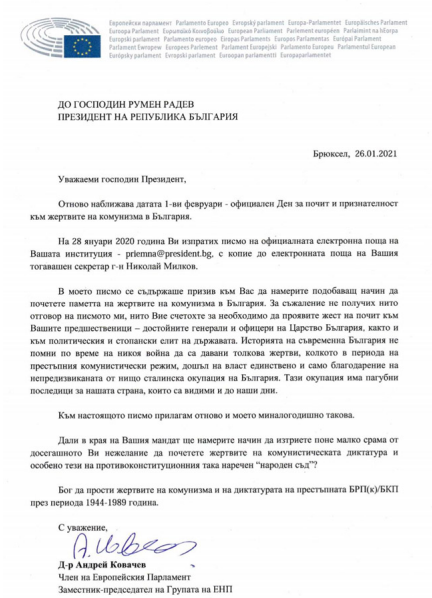 Европейски парламент Parlamento Europeo Evropský parlament Europa-Parlamentet Europäisches Parlament
Euroopa Parlament Ευρωπαϊκό Κοινοβούλιο European Parliament Parlement européen Parlaimint na hEorpa
Europski parlament Parlamento europeo Eiropas Parlaments Europos Parlamentas Európai Parlament
Parlament Ewropew Europees Parlement Parlament Europejski Parlamento Europeu Parlamentul European
Európsky parlament Evropski parlament Euroopan parlamentti Europaparlamentet
ДО ГОСПОДИН РУМЕН РАДЕВ
ПРЕЗИДЕНТ НА РЕПУБЛИКА БЪЛГАРИЯ
Брюксел, 26.01.2021
Уважаеми господин Президент,
Отново наближава датата 1-ви февруари - официален Ден за почит и признателност
към жертвите на комунизма в България.
На 28 януари 2020 година Ви изпратих писмо на официалната електронна поща на
Вашата институция - priemna@president.bg, с копие до електронната поща на Вашия
тогавашен секретар г-н Николай Милков.
В моето писмо се съдържаше призив към Вас да намерите подобаващ начин да
почетете паметта на жертвите на комунизма в България. За съжаление не получих нито
отговор на писмото ми, нито Вие счетохте за необходимо да проявите жест на почит към
Вашите предшественици – достойните генерали и офицери на Царство България, както и
към политическия и стопански елит на държавата. Историята на съвременна България не
помни по време на никоя война да са давани толкова жертви, колкото в периода на
престъпния комунистически режим, дошъл на власт единствено и само благодарение на
непредизвиканата от нищо сталинска окупация на България. Тази окупация има пагубни
последици за нашата страна, които са видими и до наши дни.
Към настоящото писмо прилагам отново и моето миналогодишно такова.
Дали в края на Вашия мандат ще намерите начин да изтриете поне малко срама от
досегашното Ви нежелание да почетете жертвите на комунистическата диктатура и
особено тези на противоконституционния така наречен “народен съд”?
Бог да прости жертвите на комунизма и на диктатурата на престъпната БРП(к)/БКП
през периода 1944-1989 година.
С уважение,
Д-р Андрей Ковачев
Член на Европейския Парламент
Заместник-председател на Групата на ЕНП